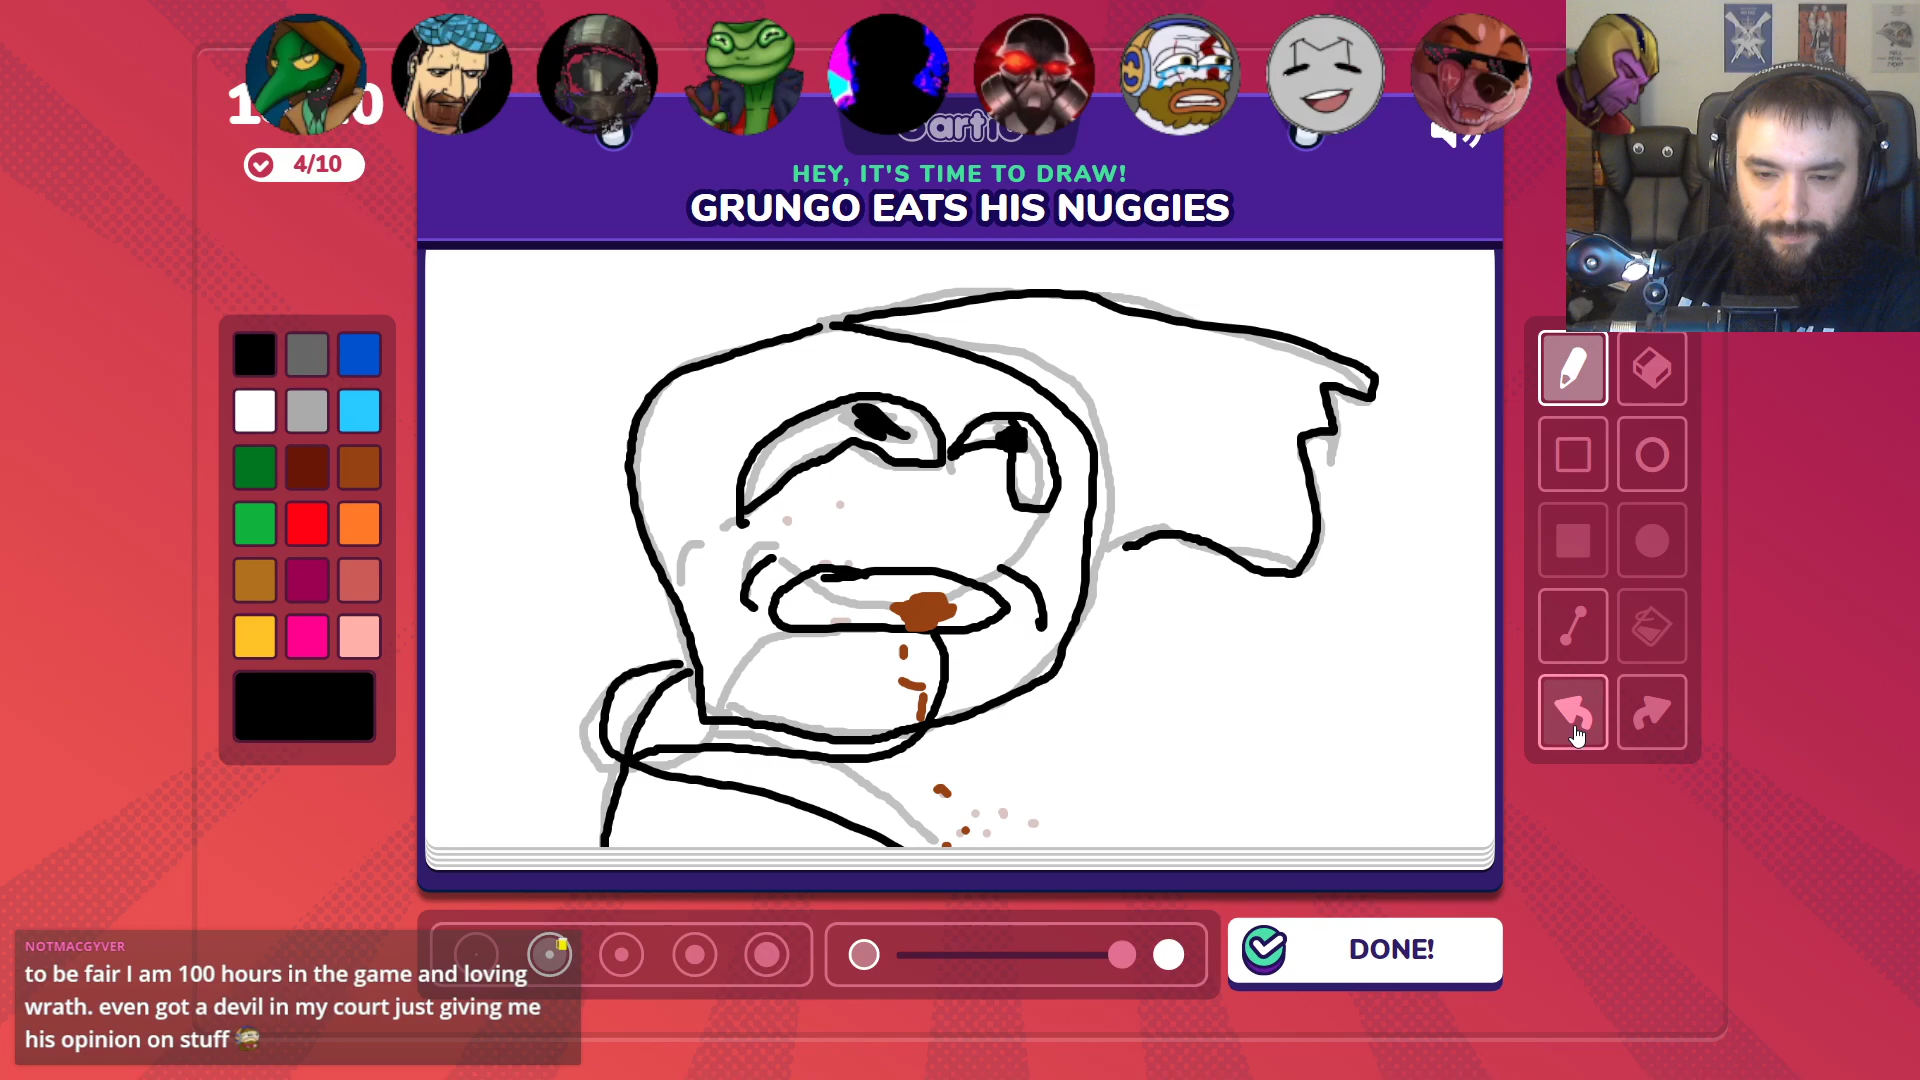 4/10
HEY, IT'S TIME TO DRAW!
GRUNGO EATS HIS NUGGIES
DONE!
NOTMACGYVER
to be fair I am 100 hours in the game and loving
wrath. even got a devil in my court just giving me
his opinion on stuff